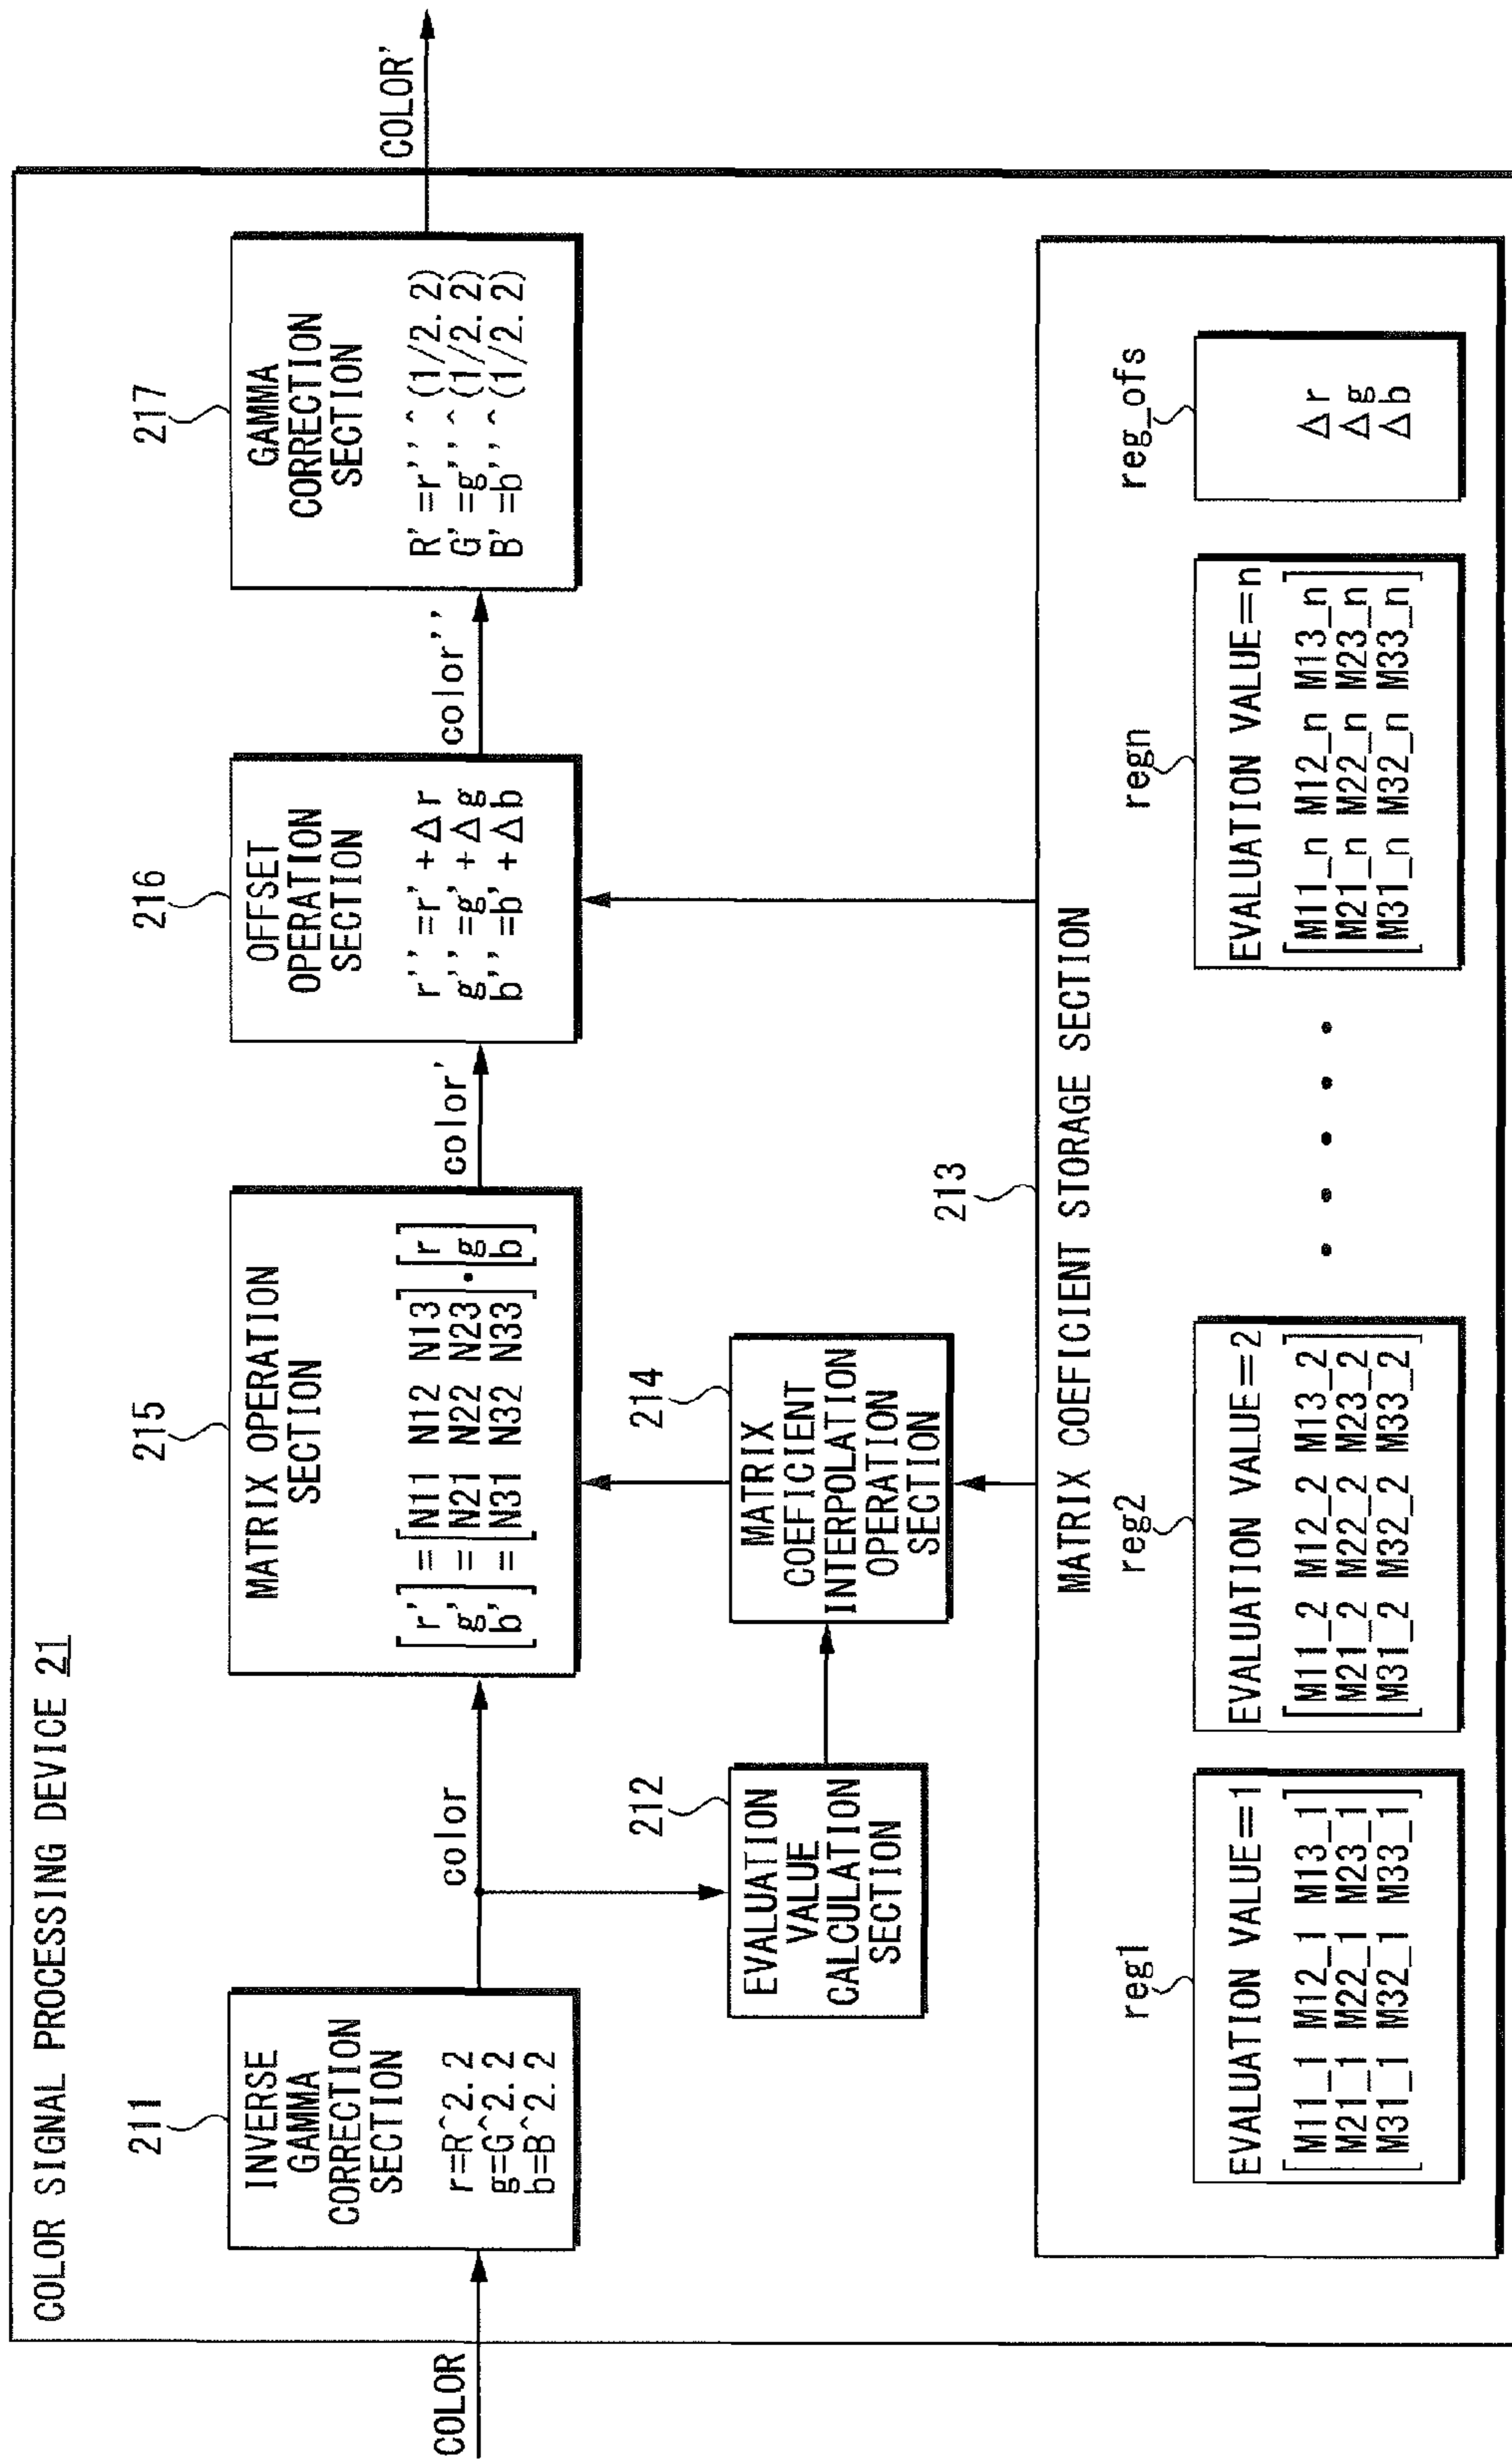 COLOR SIGNAL PROCESSING DEVICE 21
COLOR
211
INVERSE
GAMMA
CORRECTION
SECTION
r=R^2.2
g=G^2.2
b=B^2.2
color
212
EVALUATION
VALUE
CALCULATION
SECTION
215
MATRIX OPERATION
SECTION
[r'] = [N11 N12 N13] [r]
[g'] = [N21 N22 N23] • [g]
[b'] = [N31 N32 N33] [b]
214
MATRIX
COEFICIENT
INTERPOLATION
OPERATION
SECTION
color'
216
OFFSET
OPERATION
SECTION
r''=r'+Δr
g''=g'+Δg
b''=b'+Δb
color''
217
GAMMA
CORRECTION
SECTION
R'=r''^(1/2.2)
G'=g''^(1/2.2)
B'=b''^(1/2.2)
COLOR'
213
MATRIX COEFICIENT STORAGE SECTION
reg1
EVALUATION VALUE=1
[M11_1 M12_1 M13_1]
[M21_1 M22_1 M23_1]
[M31_1 M32_1 M33_1]
reg2
EVALUATION VALUE=2
[M11_2 M12_2 M13_2]
[M21_2 M22_2 M23_2]
[M31_2 M32_2 M33_2]
• • • • •
regn
EVALUATION VALUE=n
[M11_n M12_n M13_n]
[M21_n M22_n M23_n]
[M31_n M32_n M33_n]
reg_ofs
Δr
Δg
Δb